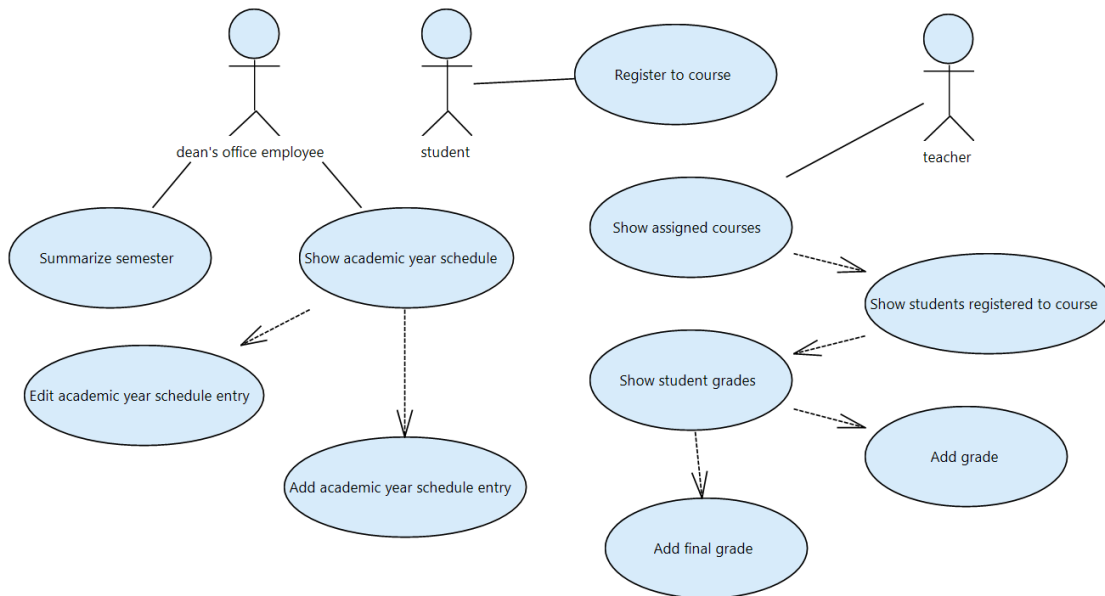 Register to course
dean's office employee
student
teacher
Show assigned courses
Summarize semester
Show academic year schedule
Show students registered to course
Show student grades
Edit academic year schedule entry
Add grade
Add academic year schedule entry
Add final grade